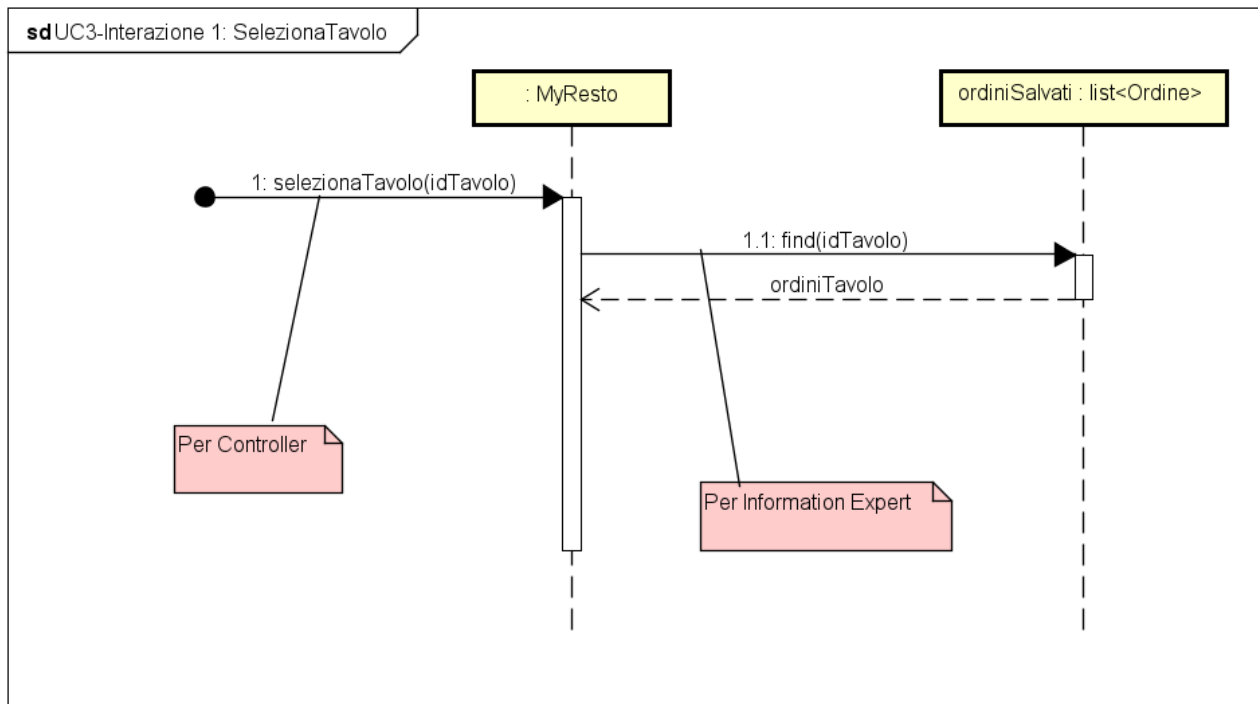 sd UC3-Interazione 1: SelezionaTavolo
: MyResto
ordiniSalvati : list<Ordine>
1: selezionaTavolo(idTavolo)
1.1: find(idTavolo)
ordiniTavolo
Per Controller
Per Information Expert